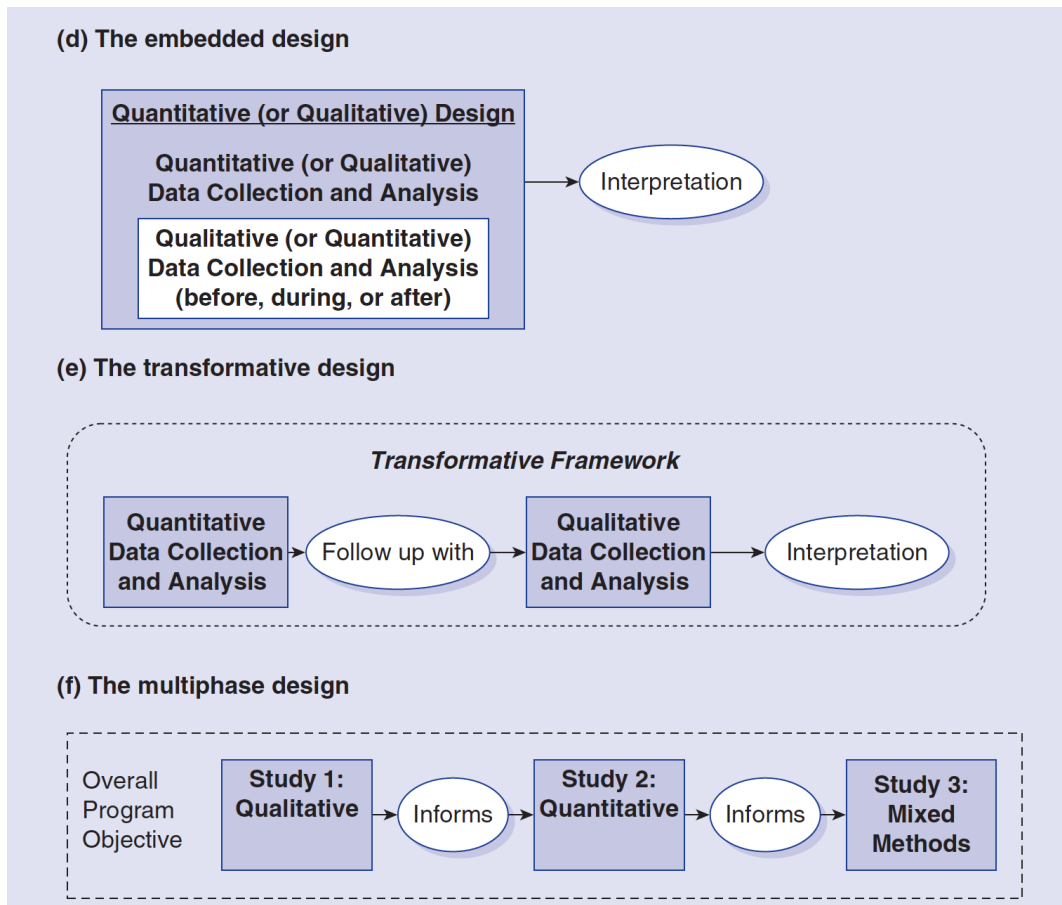 (d) The embedded design
Quantitative (or Qualitative) Design
Quantitative (or Qualitative)
Data Collection and Analysis
Qualitative (or Quantitative)
Data Collection and Analysis
(before, during, or after)
Interpretation
(e) The transformative design
Transformative Framework
Quantitative
Data Collection
and Analysis
Follow up with
Qualitative
Data Collection
and Analysis
Interpretation
(f) The multiphase design
Overall
Program
Objective
Study 1:
Qualitative
Informs
Study 2:
Quantitative
Informs
Study 3:
Mixed
Methods